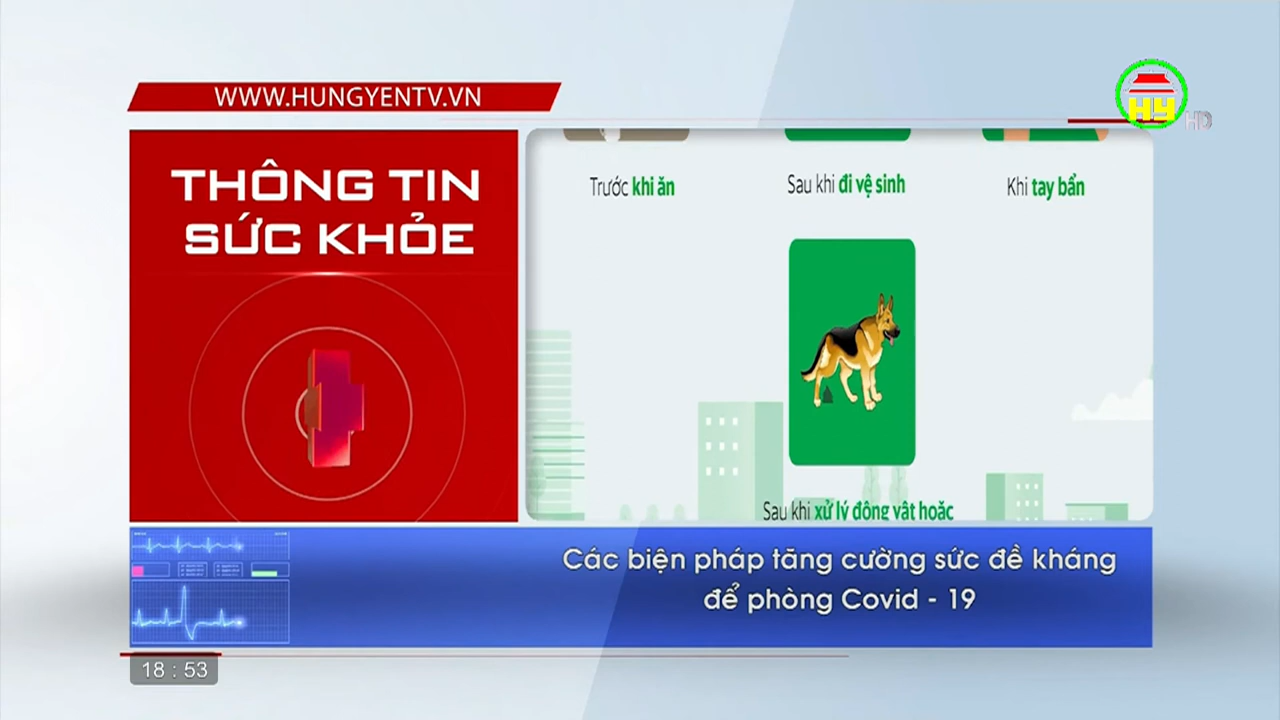 WWW.HUNGYENTV.VN
HY HD
THÔNG TIN
SỨC KHỎE
Trước khi ăn
Sau khi đi vệ sinh
Khi tay bẩn
Sau khi xử lý động vật hoặc
Các biện pháp tăng cường sức đề kháng
để phòng Covid - 19
18 : 53